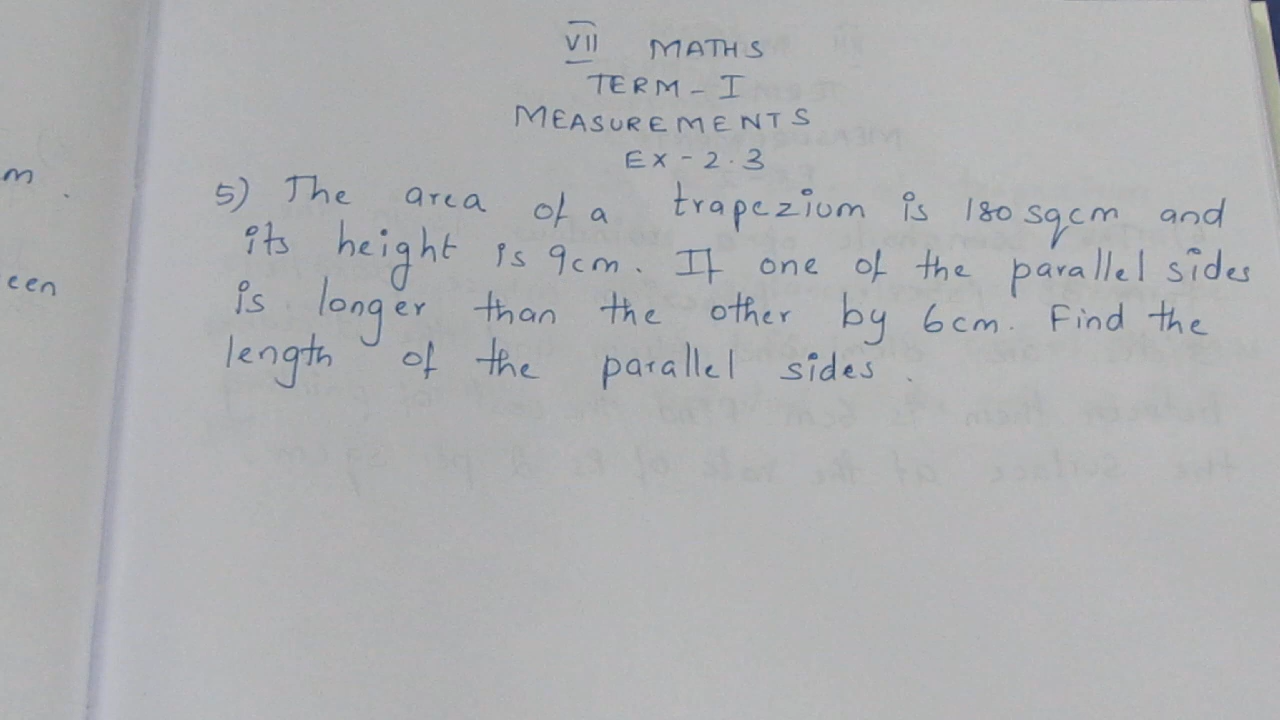 VII MATHS
TERM - I
MEASUREMENTS
EX - 2.3
m.
5) The area of a trapezium is 180 sqcm and
its height is 9cm. If one of the parallel sides
een
is longer than the other by 6cm. Find the
length of the parallel sides.